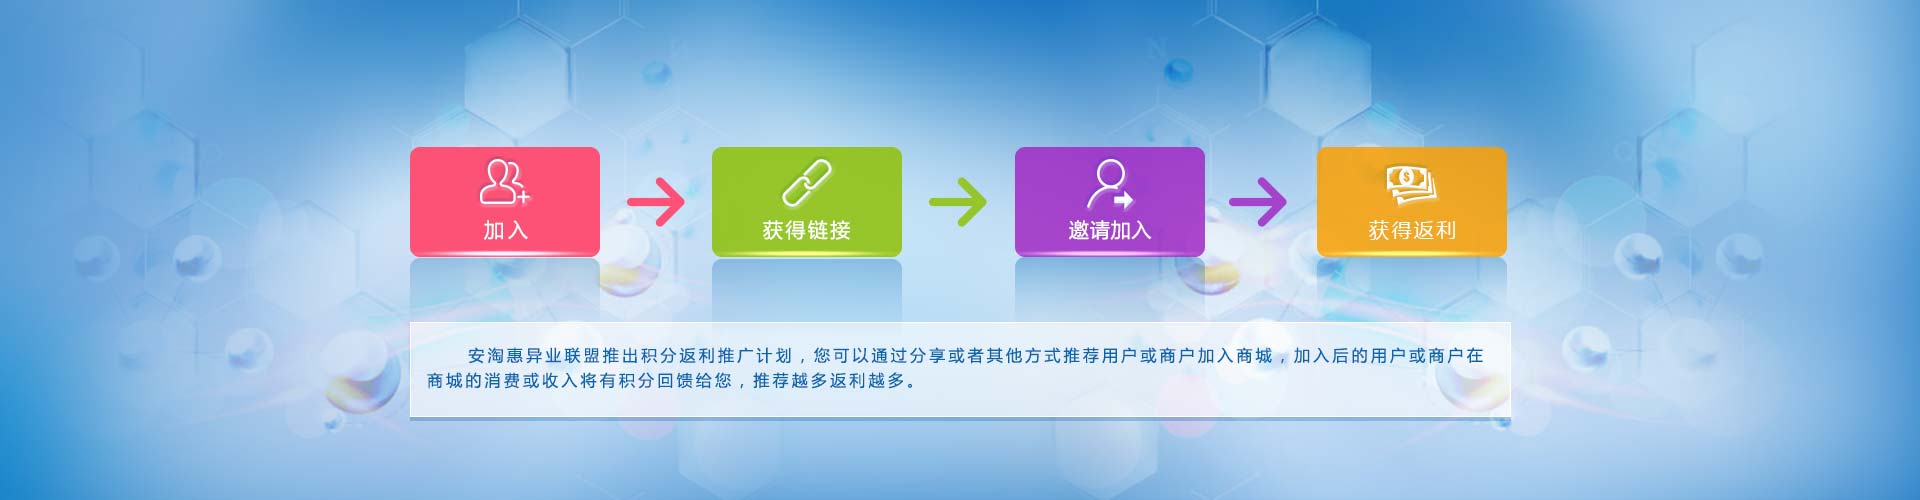 加入
获得链接
邀请加入
获得返利
安淘惠异业联盟推出积分返利推广计划，您可以通过分享或者其他方式推荐用户或商户加入商城，加入后的用户或商户在
商城的消费或收入将有积分回馈给您，推荐越多返利越多。